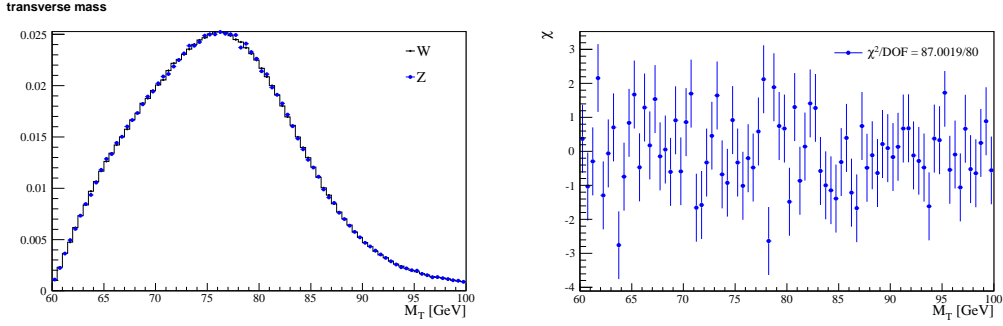 transverse mass
0.025
0.02
0.015
0.01
0.005
0
60 65 70 75 80 85 90 95 100
M_T [GeV]
W
Z
χ
3
2
1
0
-1
-2
-3
-4
60 65 70 75 80 85 90 95 100
M_T [GeV]
χ²/DOF = 87.0019/80